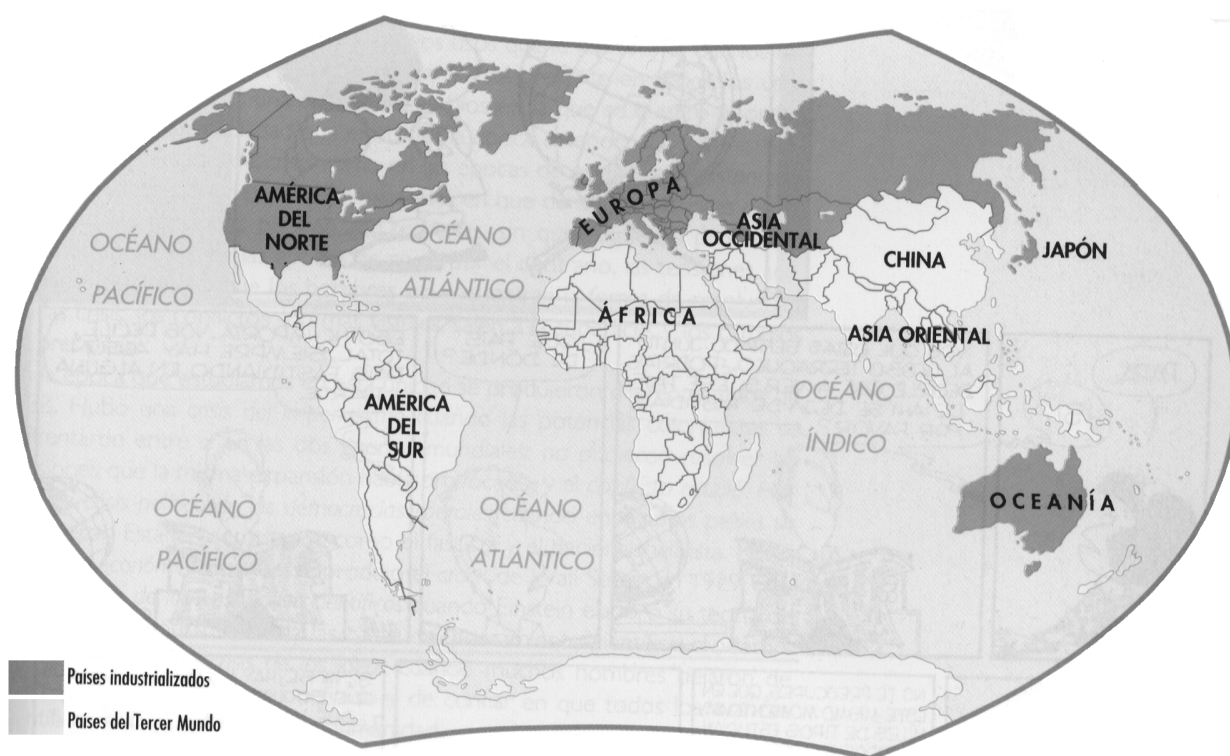 AMÉRICA
DEL
NORTE
OCÉANO
PACÍFICO
OCÉANO
ATLÁNTICO
EUROPA
ASIA
OCCIDENTAL
CHINA
JAPÓN
ÁFRICA
ASIA ORIENTAL
AMÉRICA
DEL
SUR
OCÉANO
ÍNDICO
OCEANÍA
OCÉANO
PACÍFICO
OCÉANO
ATLÁNTICO
Países industrializados
Países del Tercer Mundo